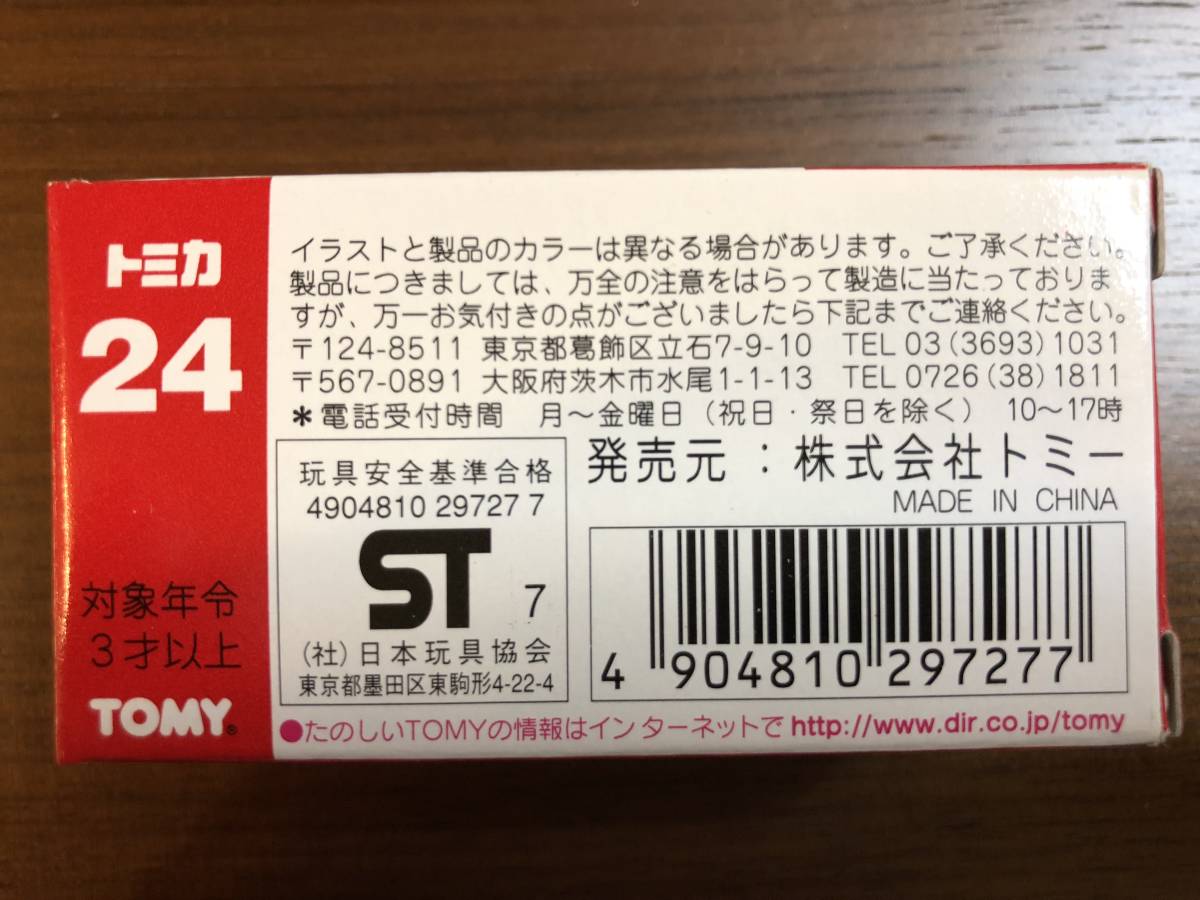 トミカ
24
対象年令
3才以上
TOMY®
イラストと製品のカラーは異なる場合があります。ご了承ください。
製品につきましては、万全の注意をはらって製造に当たっておりま
すが、万一お気付きの点がございましたら下記までご連絡ください。
〒124-8511 東京都葛飾区立石7-9-10 TEL 03(3693)1031
〒567-0891 大阪府茨木市水尾1-1-13 TEL 0726(38)1811
*電話受付時間 月～金曜日(祝日・祭日を除く) 10～17時
玩具安全基準合格
4904810 29727 7
ST 7
(社)日本玩具協会
東京都墨田区東駒形4-22-4
発売元:株式会社トミー
MADE IN CHINA
4 904810 297277
●たのしいTOMYの情報はインターネットで http://www.dir.co.jp/tomy